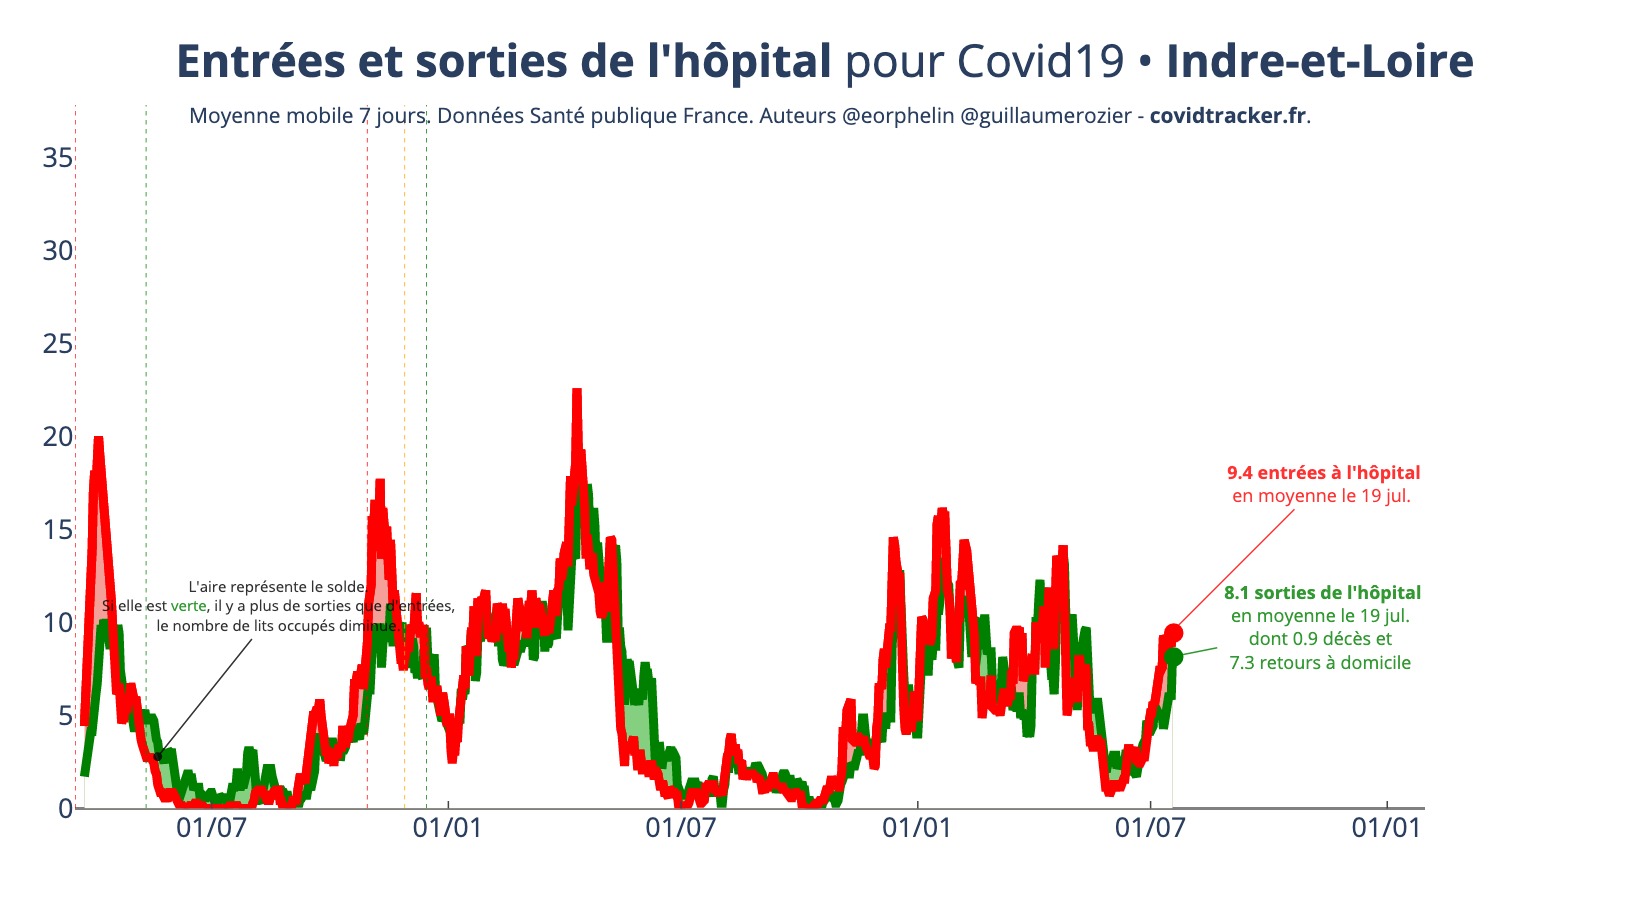 Entrées et sorties de l'hôpital pour Covid19 • Indre-et-Loire
Moyenne mobile 7 jours. Données Santé publique France. Auteurs @eorphelin @guillaumerozier - covidtracker.fr.
35
30
25
20
15
10
5
0
L'aire représente le solde.
Si elle est verte, il y a plus de sorties que d'entrées,
le nombre de lits occupés diminue.
9.4 entrées à l'hôpital
en moyenne le 19 jul.
8.1 sorties de l'hôpital
en moyenne le 19 jul.
dont 0.9 décès et
7.3 retours à domicile
01/07
01/01
01/07
01/01
01/07
01/01